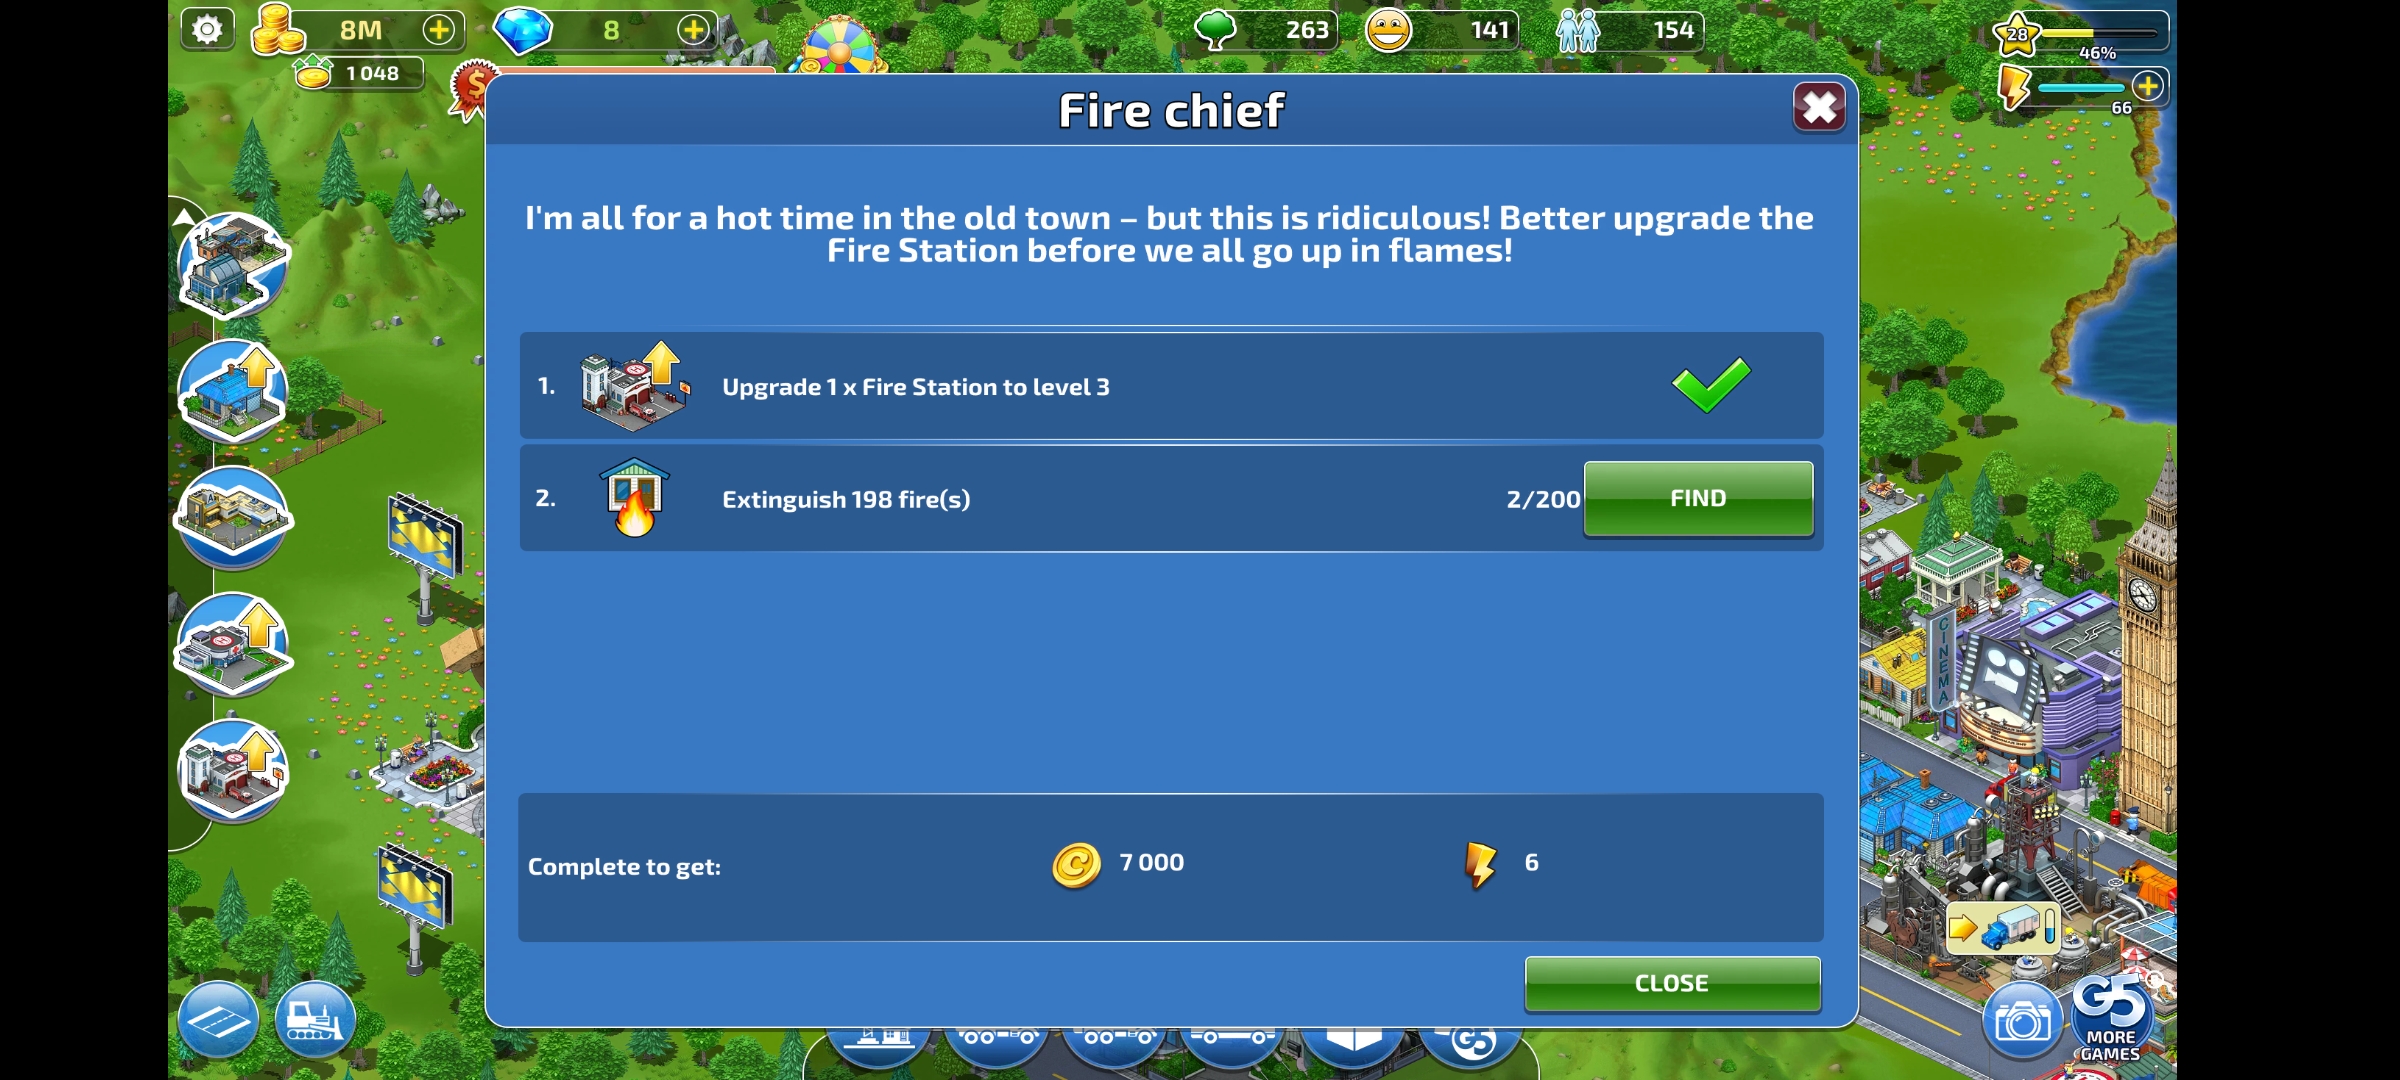 8M
8
263
141
154
28
46%
1 048
66
Fire chief
I'm all for a hot time in the old town – but this is ridiculous! Better upgrade the
Fire Station before we all go up in flames!
1.
Upgrade 1 x Fire Station to level 3
2.
Extinguish 198 fire(s)
2/200
FIND
CINEMA
Complete to get:
7 000
6
CLOSE
G5
G5
MORE
GAMES